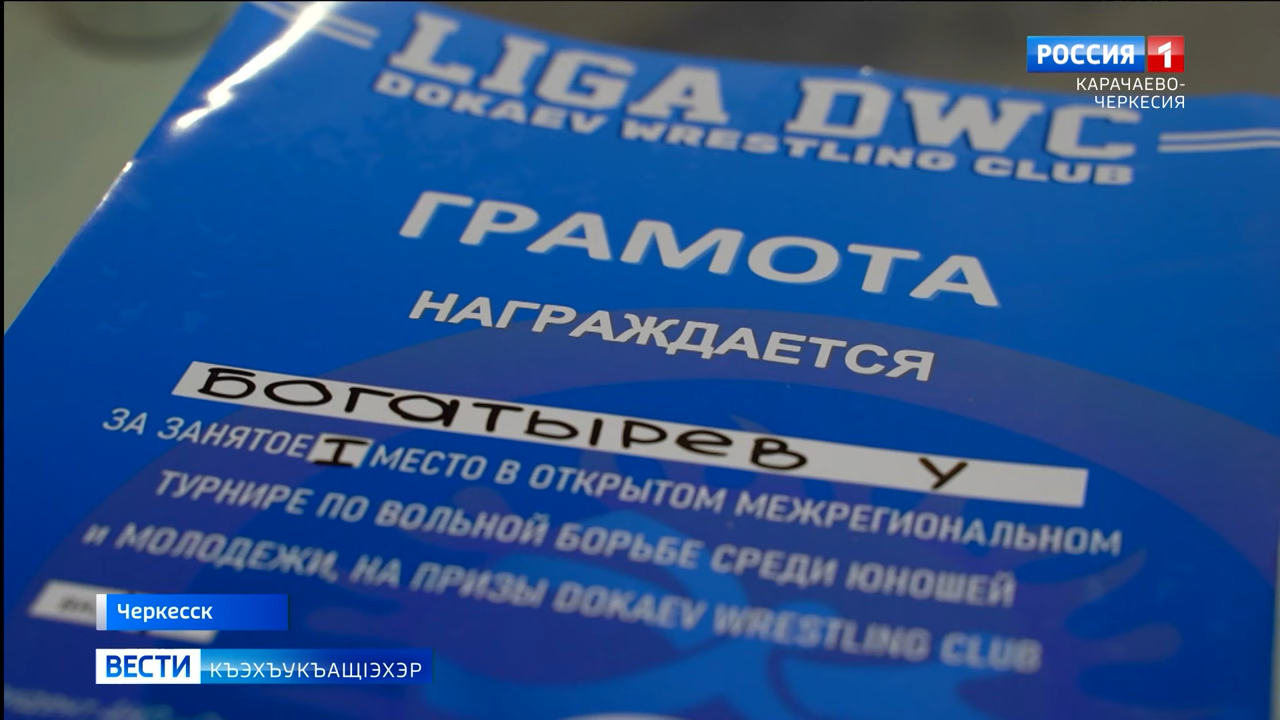 LIGA DWC
DOKAEV WRESTLING CLUB
РОССИЯ 1
КАРАЧАЕВО-
ЧЕРКЕСИЯ
ГРАМОТА
НАГРАЖДАЕТСЯ
БОГАТЫРЕВ У
ЗА ЗАНЯТОЕ I МЕСТО В ОТКРЫТОМ МЕЖРЕГИОНАЛЬНОМ
ТУРНИРЕ ПО ВОЛЬНОЙ БОРЬБЕ СРЕДИ ЮНОШЕЙ
и МОЛОДЕЖИ, НА ПРИЗЫ DOKAEV WRESTLING CLUB
Черкесск
ВЕСТИ КЪЭХЪУКЪАЩIЭХЭР